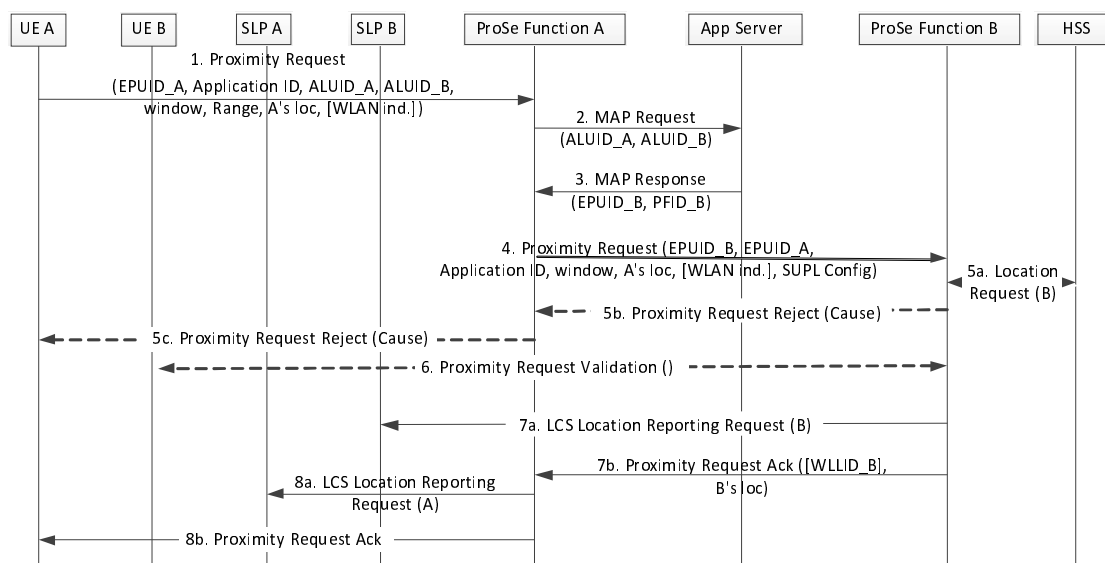 UE A
UE B
SLP A
SLP B
ProSe Function A
App Server
ProSe Function B
HSS
1. Proximity Request
(EPUID_A, Application ID, ALUID_A, ALUID_B,
window, Range, A's loc, [WLAN ind.])
2. MAP Request
(ALUID_A, ALUID_B)
3. MAP Response
(EPUID_B, PFID_B)
4. Proximity Request (EPUID_B, EPUID_A,
Application ID, window, A's loc, [WLAN ind.], SUPL Config)
5a. Location
Request (B)
5b. Proximity Request Reject (Cause)
5c. Proximity Request Reject (Cause)
6. Proximity Request Validation ()
7a. LCS Location Reporting Request (B)
7b. Proximity Request Ack ([WLLID_B],
B's loc)
8a. LCS Location Reporting
Request (A)
8b. Proximity Request Ack